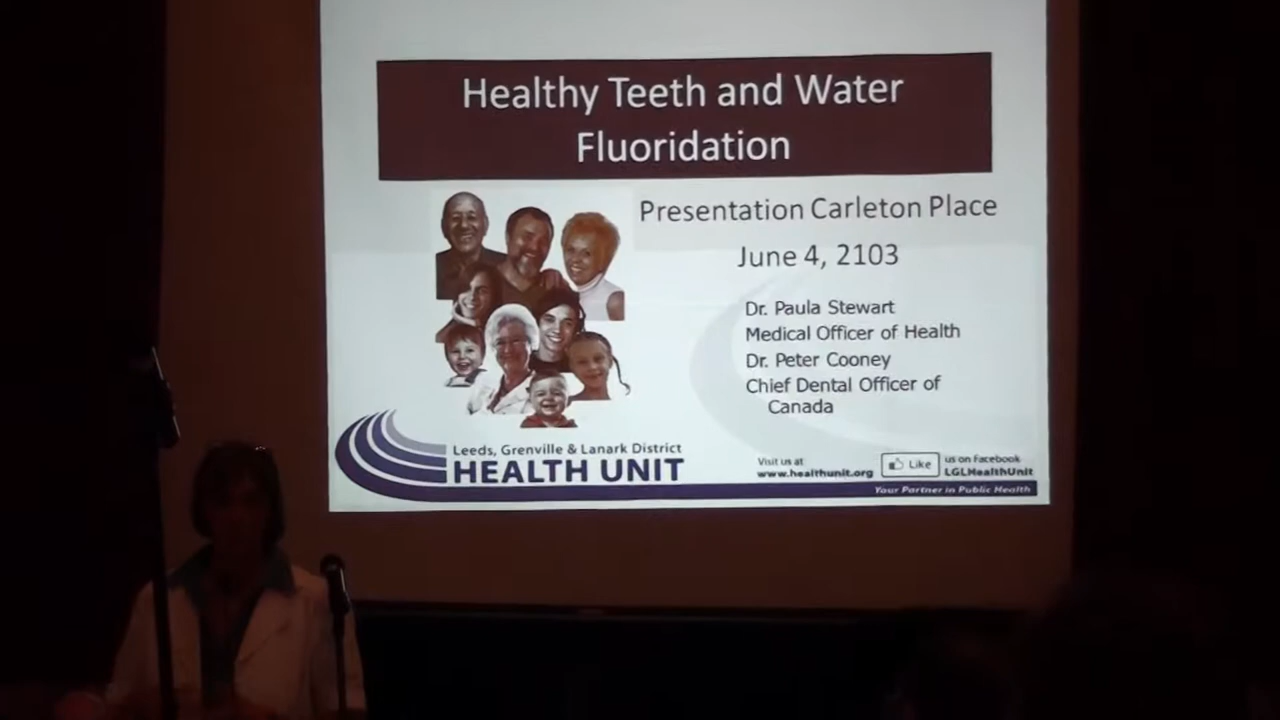 Healthy Teeth and Water
Fluoridation
Presentation Carleton Place
June 4, 2103
Dr. Paula Stewart
Medical Officer of Health
Dr. Peter Cooney
Chief Dental Officer of
Canada
Leeds, Grenville & Lanark District
HEALTH UNIT
Visit us at
www.healthunit.org
Like
us on Facebook
LGLHealthUnit
Your Partner in Public Health